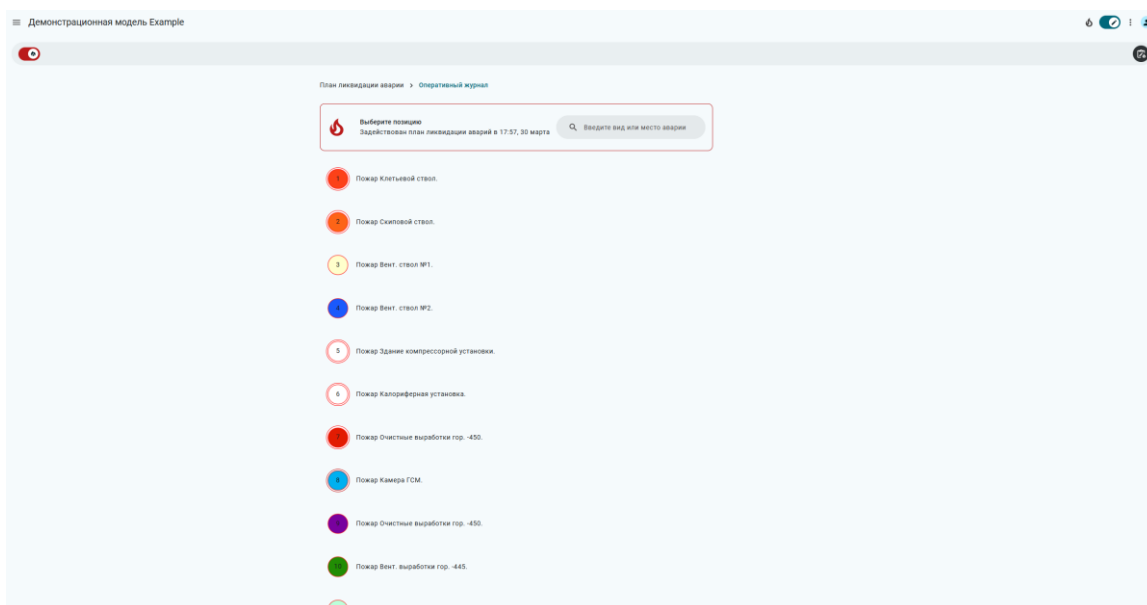 Демонстрационная модель Example
План ликвидации аварии > Оперативный журнал
Выберите позицию
Задействован план ликвидации аварий в 17:57, 30 марта
Введите вид или место аварии
1 Пожар Клетьевой ствол.
2 Пожар Скиповой ствол.
3 Пожар Вент. ствол №1.
4 Пожар Вент. ствол №2.
5 Пожар Здание компрессорной установки.
6 Пожар Калориферная установка.
7 Пожар Очистные выработки гор. -450.
8 Пожар Камера ГСМ.
Пожар Очистные выработки гор. -450.
10 Пожар Вент. выработки гор. -445.